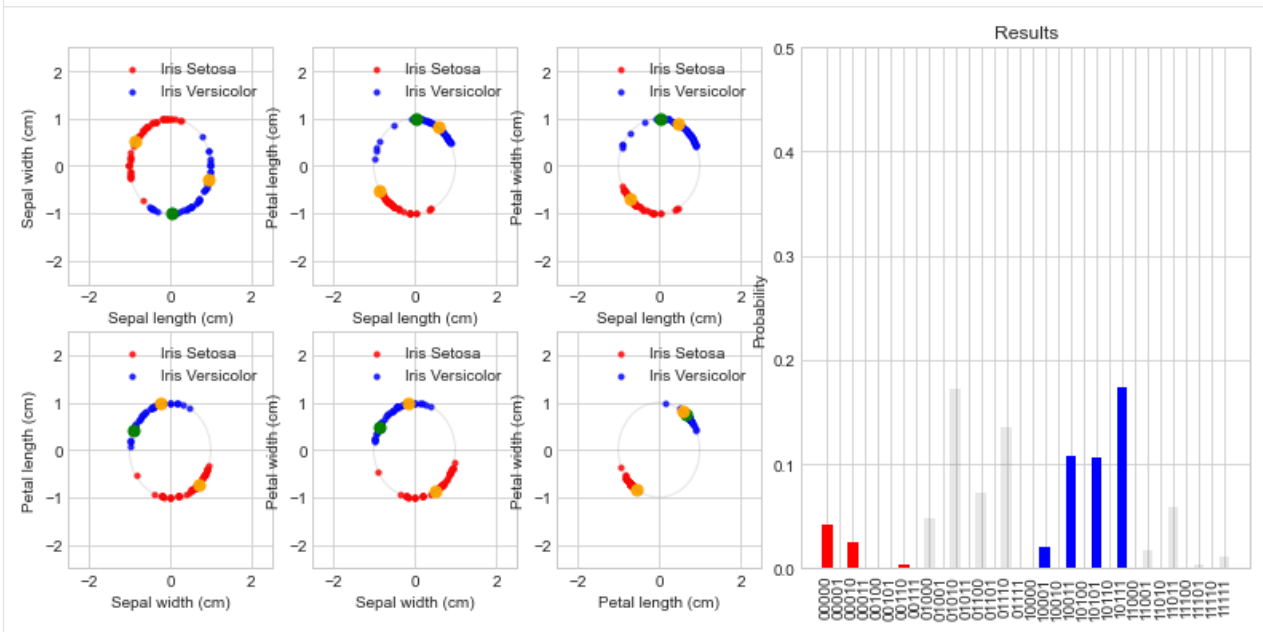 Results
Iris Setosa
Iris Versicolor
2
1
0
−1
−2
Sepal width (cm)
−2 0 2
Sepal length (cm)
Iris Setosa
Iris Versicolor
2
1
0
−1
−2
Petal length (cm)
−2 0 2
Sepal length (cm)
Iris Setosa
Iris Versicolor
2
1
0
−1
−2
Petal width (cm)
−2 0 2
Sepal length (cm)
Iris Setosa
Iris Versicolor
2
1
0
−1
−2
Petal length (cm)
−2 0 2
Sepal width (cm)
Iris Setosa
Iris Versicolor
2
1
0
−1
−2
Petal width (cm)
−2 0 2
Sepal width (cm)
Iris Setosa
Iris Versicolor
2
1
0
−1
−2
Petal width (cm)
−2 0 2
Petal length (cm)
0.5
0.4
0.3
0.2
0.1
0.0
Probability
00000
00001
00010
00011
00100
00101
00110
00111
01000
01001
01010
01011
01100
01101
01110
01111
10000
10001
10010
10011
10100
10101
10110
10111
11000
11001
11010
11011
11100
11101
11110
11111